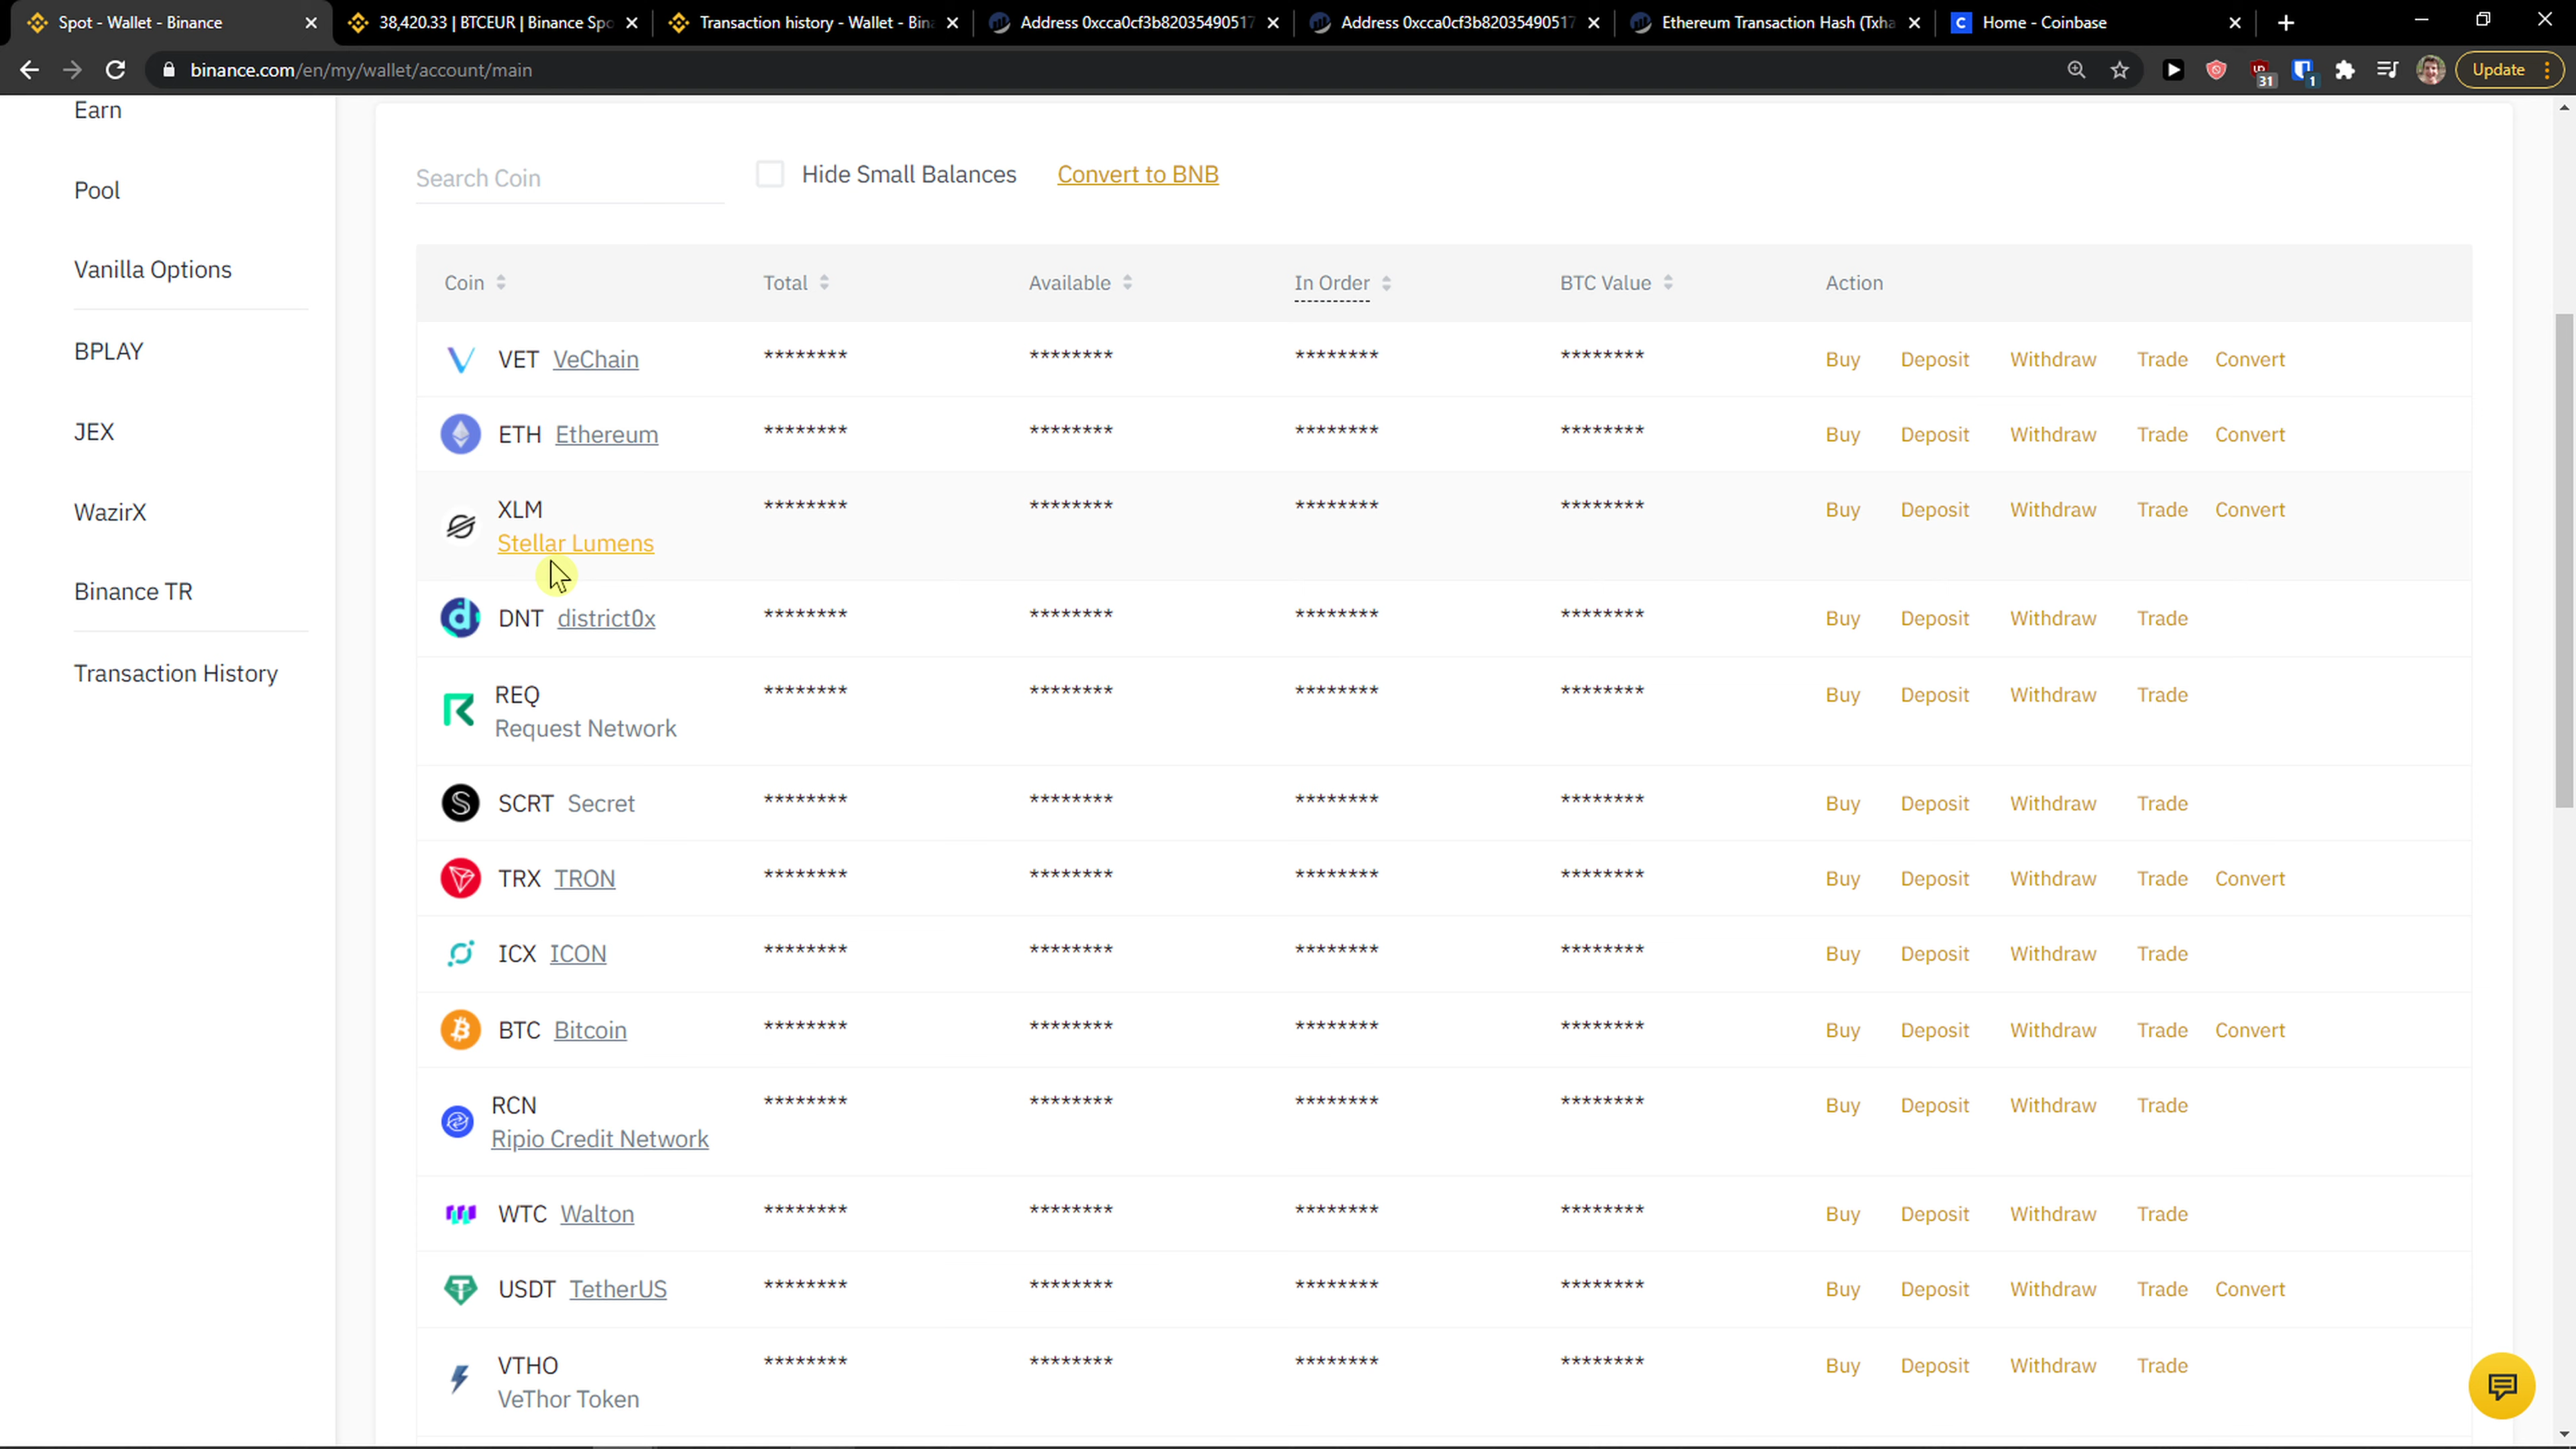 Spot - Wallet - Binance
38,420.33 | BTCEUR | Binance Spo
Transaction history - Wallet - Bin
Address 0xcca0cf3b82035490517
Address 0xcca0cf3b82035490517
Ethereum Transaction Hash (Txha
C Home - Coinbase
binance.com/en/my/wallet/account/main
31
1
Update
Earn
Pool
Vanilla Options
BPLAY
JEX
WazirX
Binance TR
Transaction History
Search Coin Hide Small Balances Convert to BNB
Coin Total Available In Order BTC Value Action
VET VeChain ******** ******** ******** ******** Buy Deposit Withdraw Trade Convert
ETH Ethereum ******** ******** ******** ******** Buy Deposit Withdraw Trade Convert
XLM ******** ******** ******** ******** Buy Deposit Withdraw Trade Convert
Stellar Lumens
DNT district0x ******** ******** ******** ******** Buy Deposit Withdraw Trade
REQ ******** ******** ******** ******** Buy Deposit Withdraw Trade
Request Network
SCRT Secret ******** ******** ******** ******** Buy Deposit Withdraw Trade
TRX TRON ******** ******** ******** ******** Buy Deposit Withdraw Trade Convert
ICX ICON ******** ******** ******** ******** Buy Deposit Withdraw Trade
BTC Bitcoin ******** ******** ******** ******** Buy Deposit Withdraw Trade Convert
RCN ******** ******** ******** ******** Buy Deposit Withdraw Trade
Ripio Credit Network
WTC Walton ******** ******** ******** ******** Buy Deposit Withdraw Trade
USDT TetherUS ******** ******** ******** ******** Buy Deposit Withdraw Trade Convert
VTHO ******** ******** ******** ******** Buy Deposit Withdraw Trade
VeThor Token